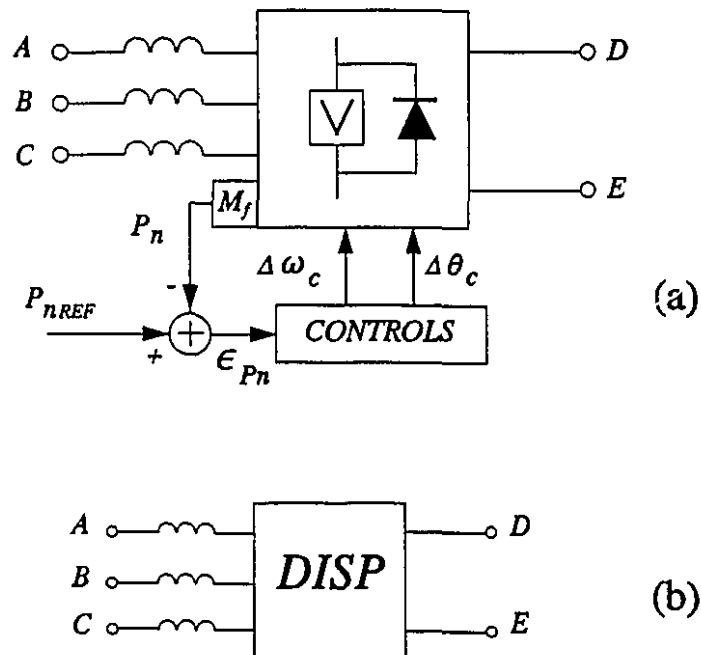 A
D
B
V
C
E
M_f
P_n
Δω_c
Δθ_c
-
P_nREF
+
+
CONTROLS
ϵ_Pn
(a)
A
D
B
DISP
C
E
(b)